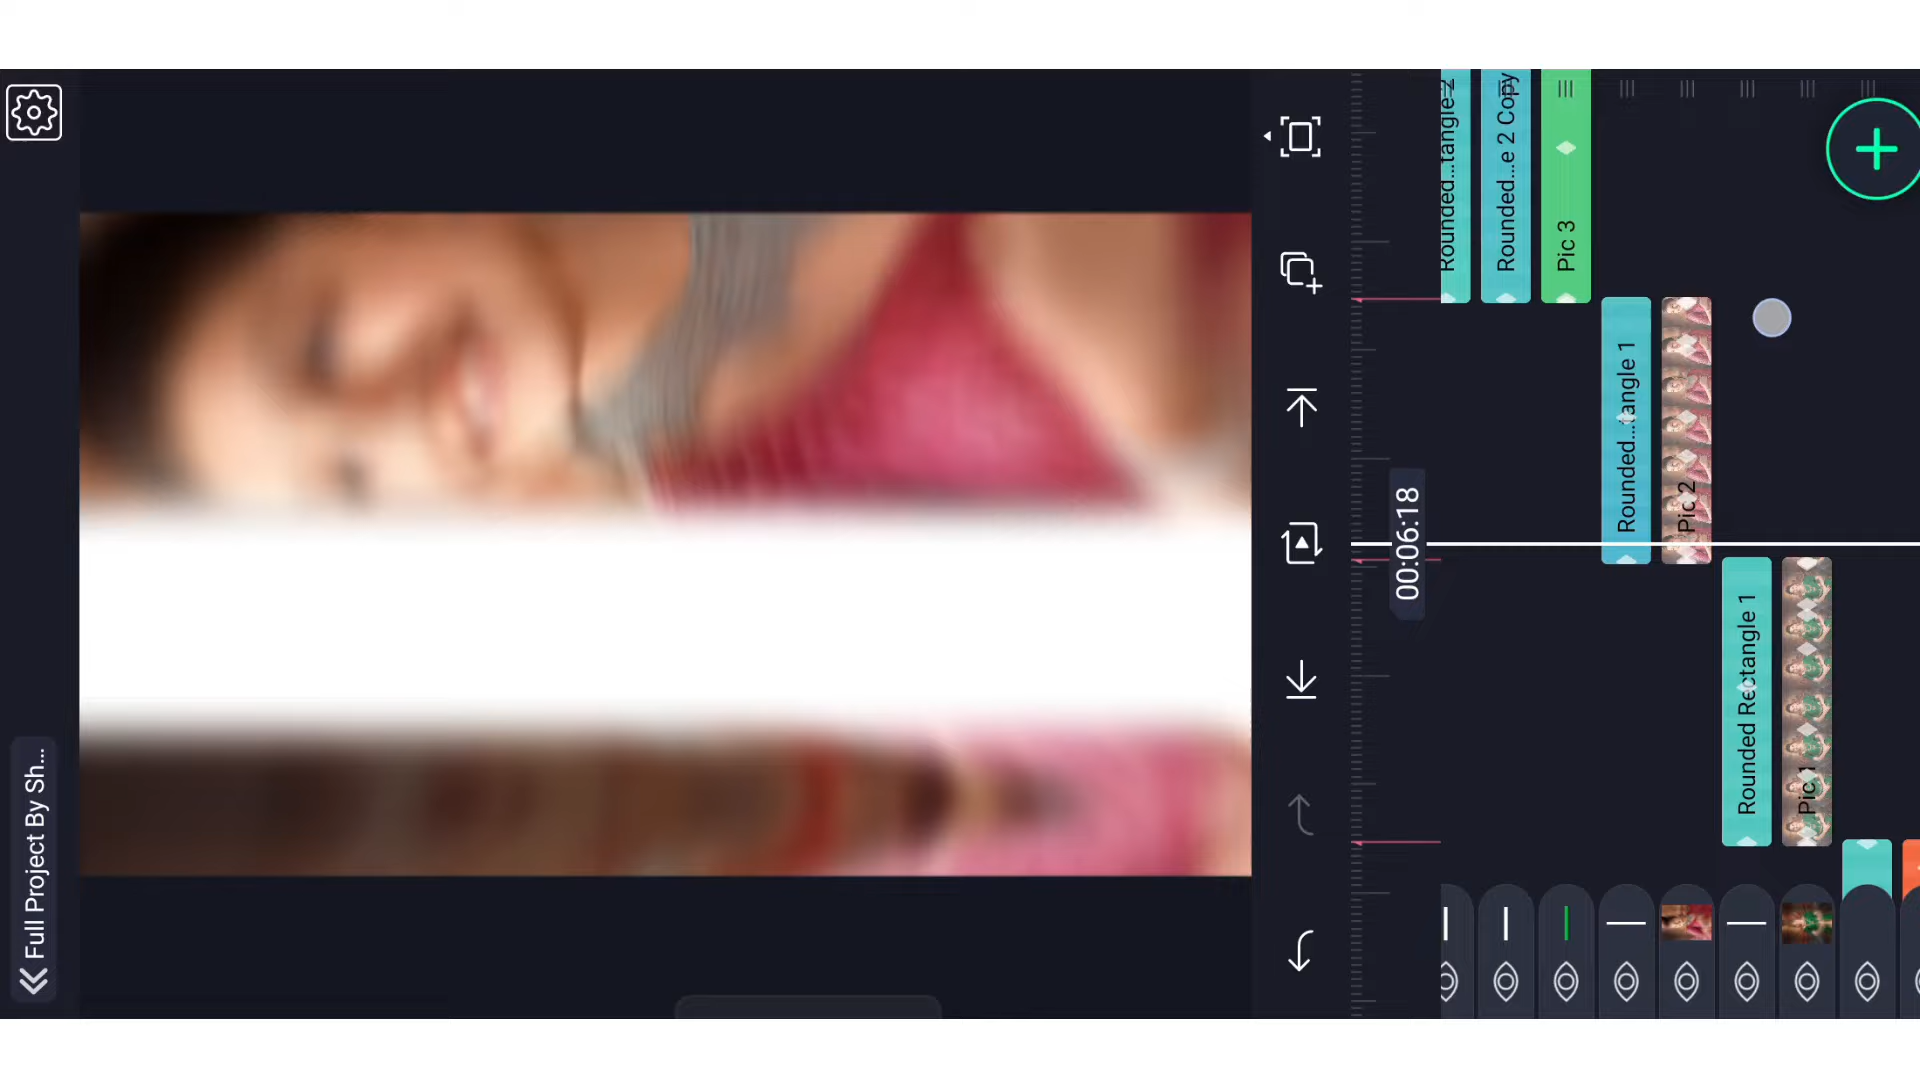 Full Project By Sh...
00:06:18
Rounded...tangle 2
Rounded...e 2 Copy
Pic 3
Rounded...tangle 1
Pic 2
Rounded Rectangle 1
Pic 1